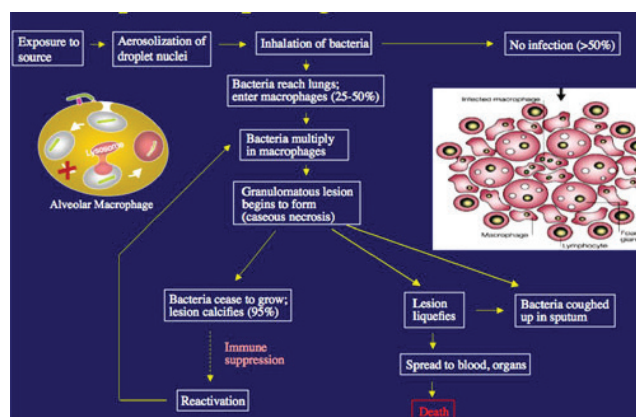 Exposure to
source
Aerosolization of
droplet nuclei
Inhalation of bacteria
No infection (>50%)
Bacteria reach lungs;
enter macrophages (25-50%)
Bacteria multiply
in macrophages
Granulomatous lesion
begins to form
(caseous necrosis)
Lysosome
Alveolar Macrophage
Infected macrophage
Macrophage
Lymphocyte
Bacteria cease to grow;
lesion calcifies (95%)
Lesion
liquefies
Bacteria coughed
up in sputum
Immune
suppression
Spread to blood, organs
Reactivation
Death